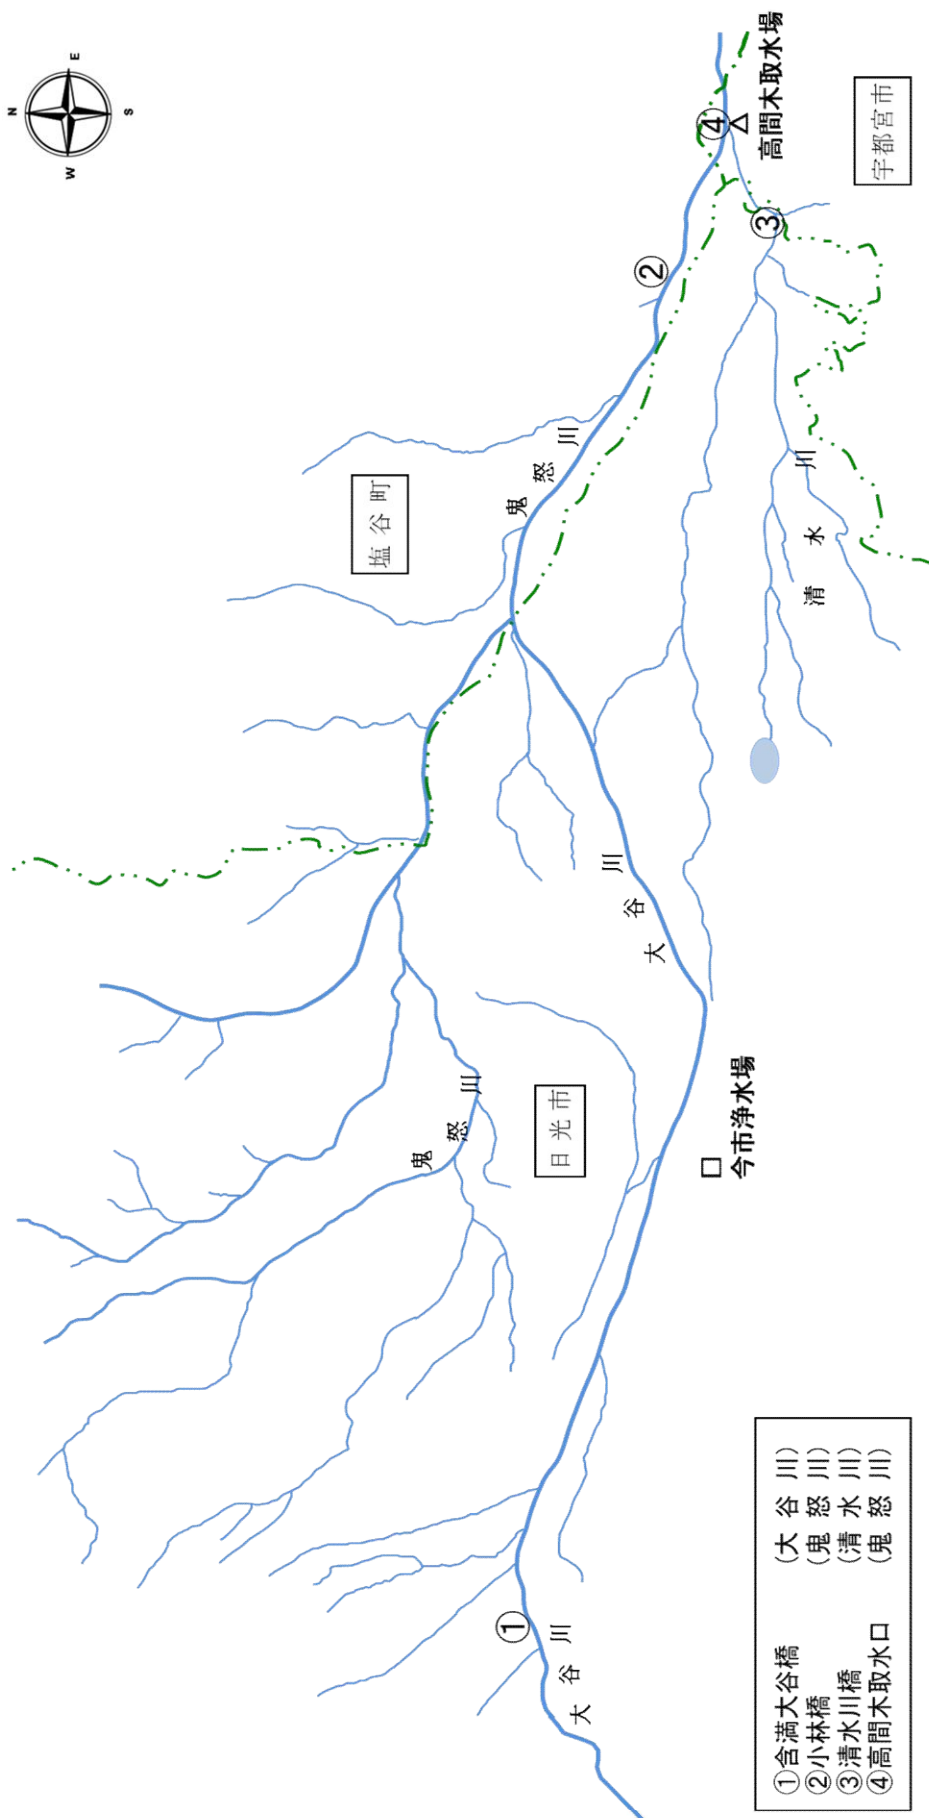 N
E
S
W
高間木取水場
宇都宮市
④
③
②
塩谷町
鬼怒川
清水川
大谷川
鬼怒川
日光市
今市浄水場
①
大谷川
①含満大谷橋 (大谷川)
②小林橋 (鬼怒川)
③清水川橋 (清水川)
④高間木取水口 (鬼怒川)